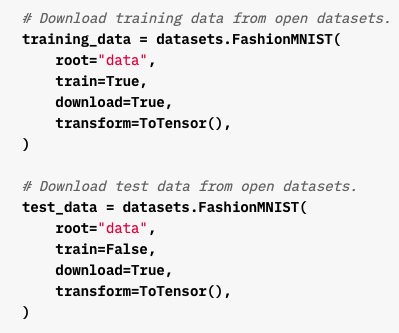 # Download training data from open datasets.
training_data = datasets.FashionMNIST(
    root="data",
    train=True,
    download=True,
    transform=ToTensor(),
)

# Download test data from open datasets.
test_data = datasets.FashionMNIST(
    root="data",
    train=False,
    download=True,
    transform=ToTensor(),
)